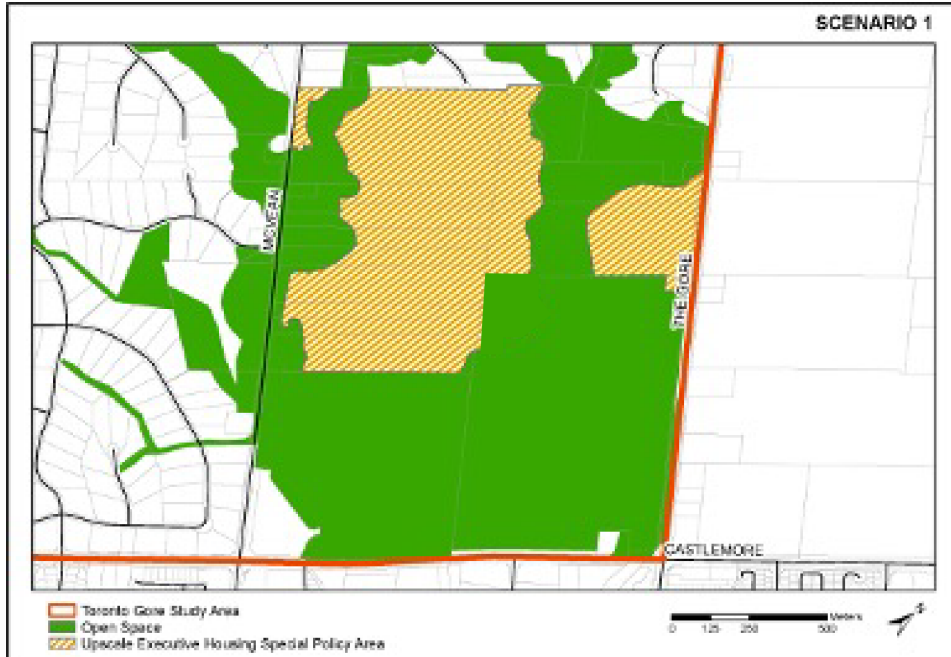 SCENARIO 1
MCVEAN
THE GORE
CASTLEMORE
Toronto Gore Study Area
Open Space
Upscale Executive Housing Special Policy Area
0 125 250 500 Meters